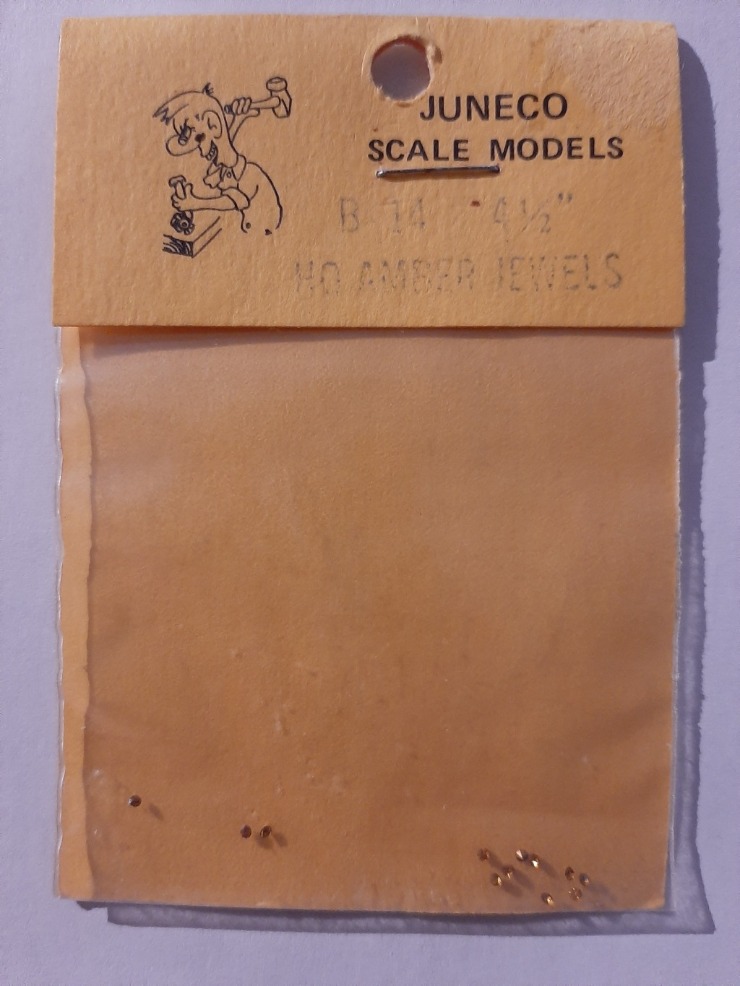 JUNECO
SCALE MODELS
B 14 4½"
HO AMBER JEWELS